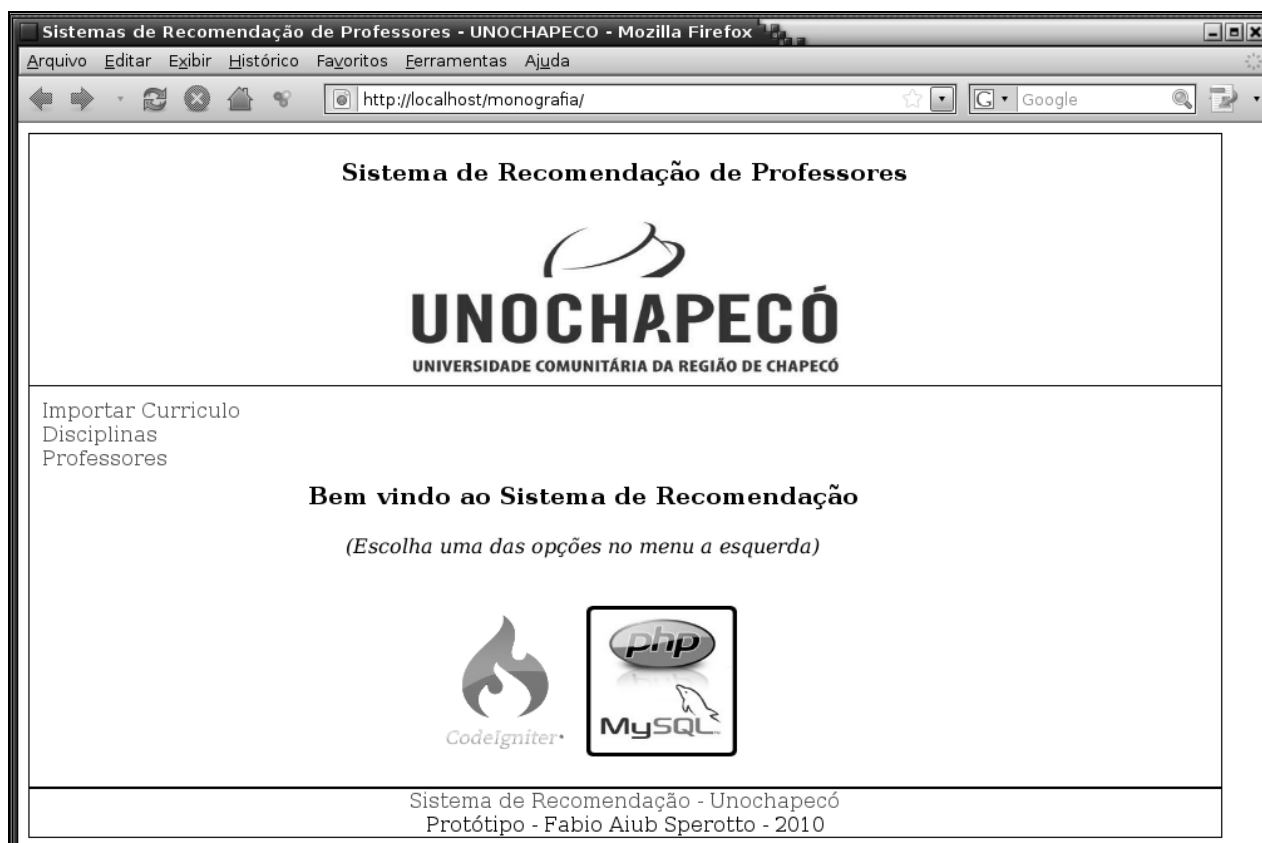 Sistemas de Recomendação de Professores - UNOCHAPECO - Mozilla Firefox
Arquivo Editar Exibir Histórico Favoritos Ferramentas Ajuda
http://localhost/monografia/ G Google
Sistema de Recomendação de Professores
UNOCHAPECÓ
UNIVERSIDADE COMUNITÁRIA DA REGIÃO DE CHAPECÓ
Importar Curriculo
Disciplinas
Professores
Bem vindo ao Sistema de Recomendação
(Escolha uma das opções no menu a esquerda)
php
MySQL
CodeIgniter
Sistema de Recomendação - Unochapecó
Protótipo - Fabio Aiub Sperotto - 2010